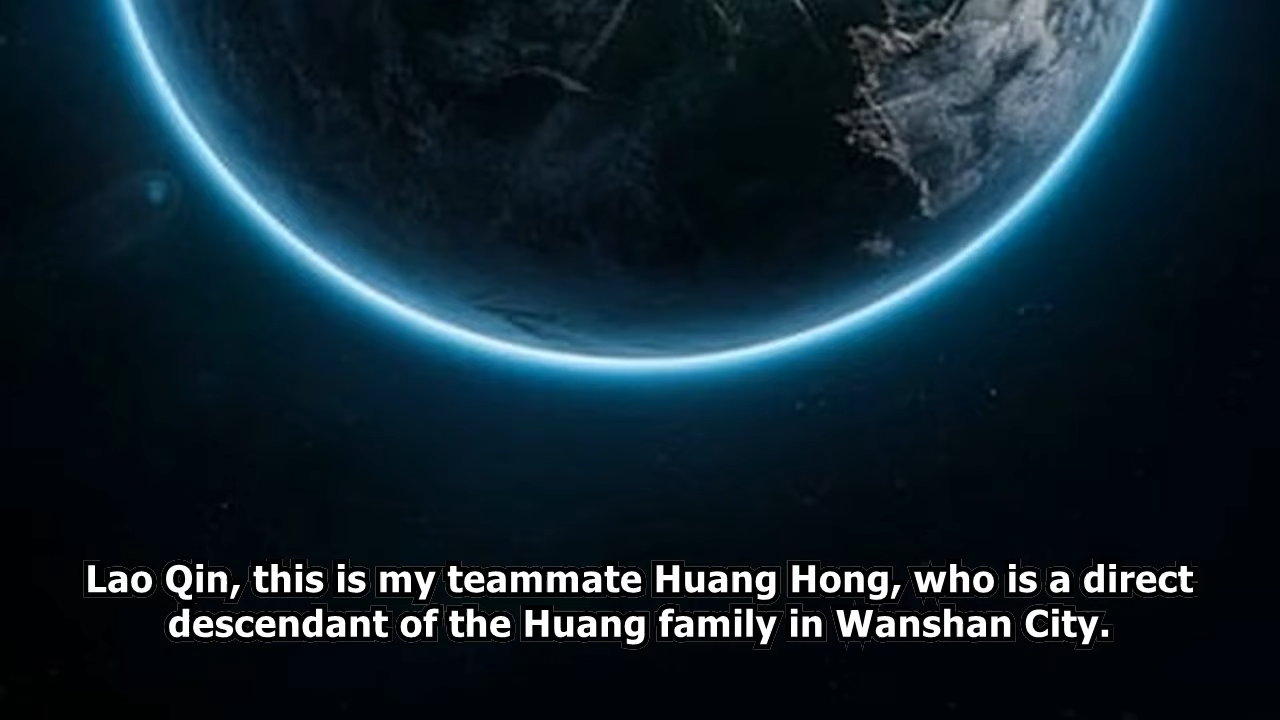 Lao Qin, this is my teammate Huang Hong, who is a direct
descendant of the Huang family in Wanshan City.